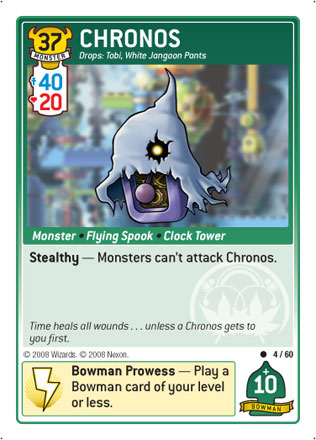 37
MONSTER
CHRONOS
Drops: Tobi, White Jangoon Pants
40
20
Monster • Flying Spook • Clock Tower
Stealthy — Monsters can't attack Chronos.
Time heals all wounds . . . unless a Chronos gets to
you first.
© 2008 Wizards. © 2008 Nexon.
● 4 / 60
Bowman Prowess — Play a
Bowman card of your level
or less.
+
10
BOWMAN